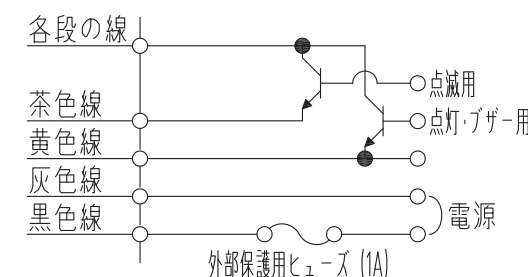 各段の線
点滅用
茶色線
点灯・ブザー用
黄色線
灰色線
電源
黒色線
外部保護用ヒューズ (1A)